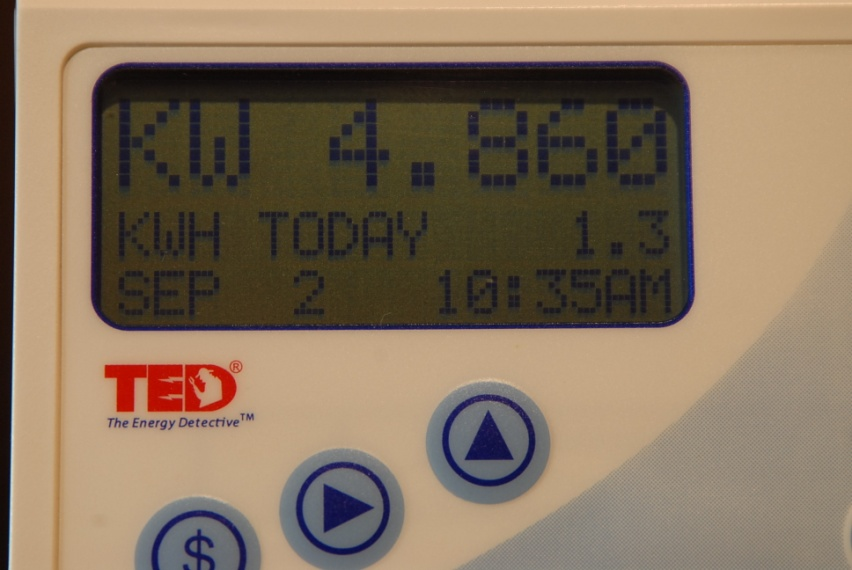 KW 4.860
KWH TODAY 1.3
SEP 2 10:35AM
TED®
The Energy Detective™
$